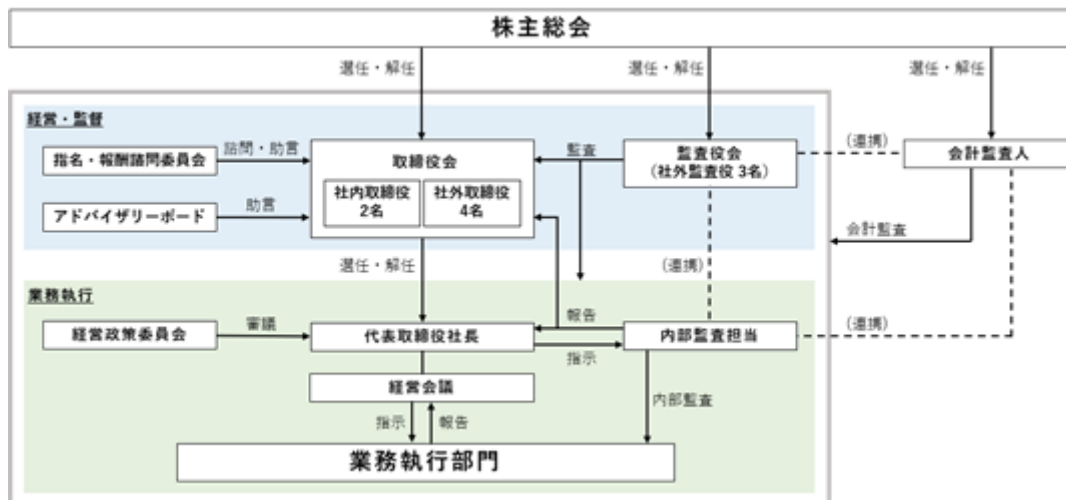 株主総会
選任・解任
選任・解任
選任・解任
経営・監督
指名・報酬諮問委員会
諮問・助言
取締役会
監査
監査役会
(社外監査役 3名)
(連携)
会計監査人
社内取締役
2名
社外取締役
4名
アドバイザリーボード
助言
会計監査
選任・解任
(連携)
業務執行
経営政策委員会
審議
代表取締役社長
報告
指示
内部監査担当
(連携)
経営会議
内部監査
指示
報告
業務執行部門